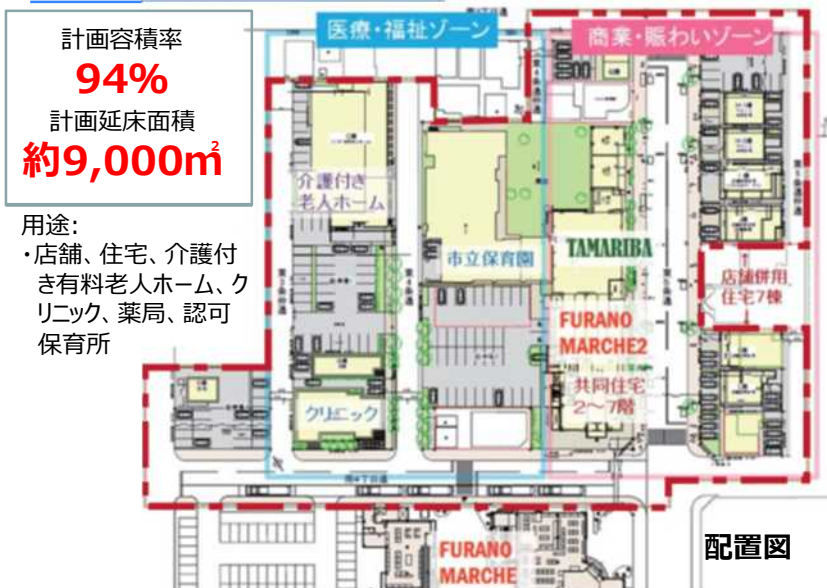 計画容積率
94%
計画延床面積
約9,000㎡
用途:
・店舗、住宅、介護付
き有料老人ホーム、ク
リニック、薬局、認可
保育所
医療・福祉ゾーン
商業・賑わいゾーン
介護付き
老人ホーム
市立保育園
TAMARIBA
店舗併用
住宅7棟
FURANO
MARCHE2
共同住宅
2～7階
クリニック
FURANO
MARCHE
配置図